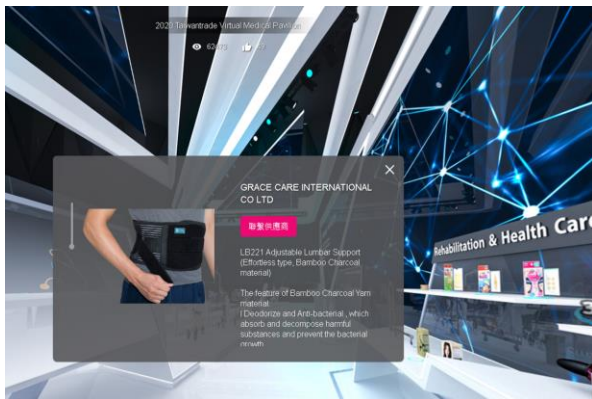 Taiwantrade Virtual Medical Pavilion
GRACE CARE INTERNATIONAL
CO LTD
聯繫供應商
LB221 Adjustable Lumbar Support
(Effortless type, Bamboo Charcoal
material)
The feature of Bamboo Charcoal Yarn
material
Deodorize and Anti-bacterial , which
absorb and decompose harmful
substances and prevent the bacterial
growth
Rehabilitation & Health Care